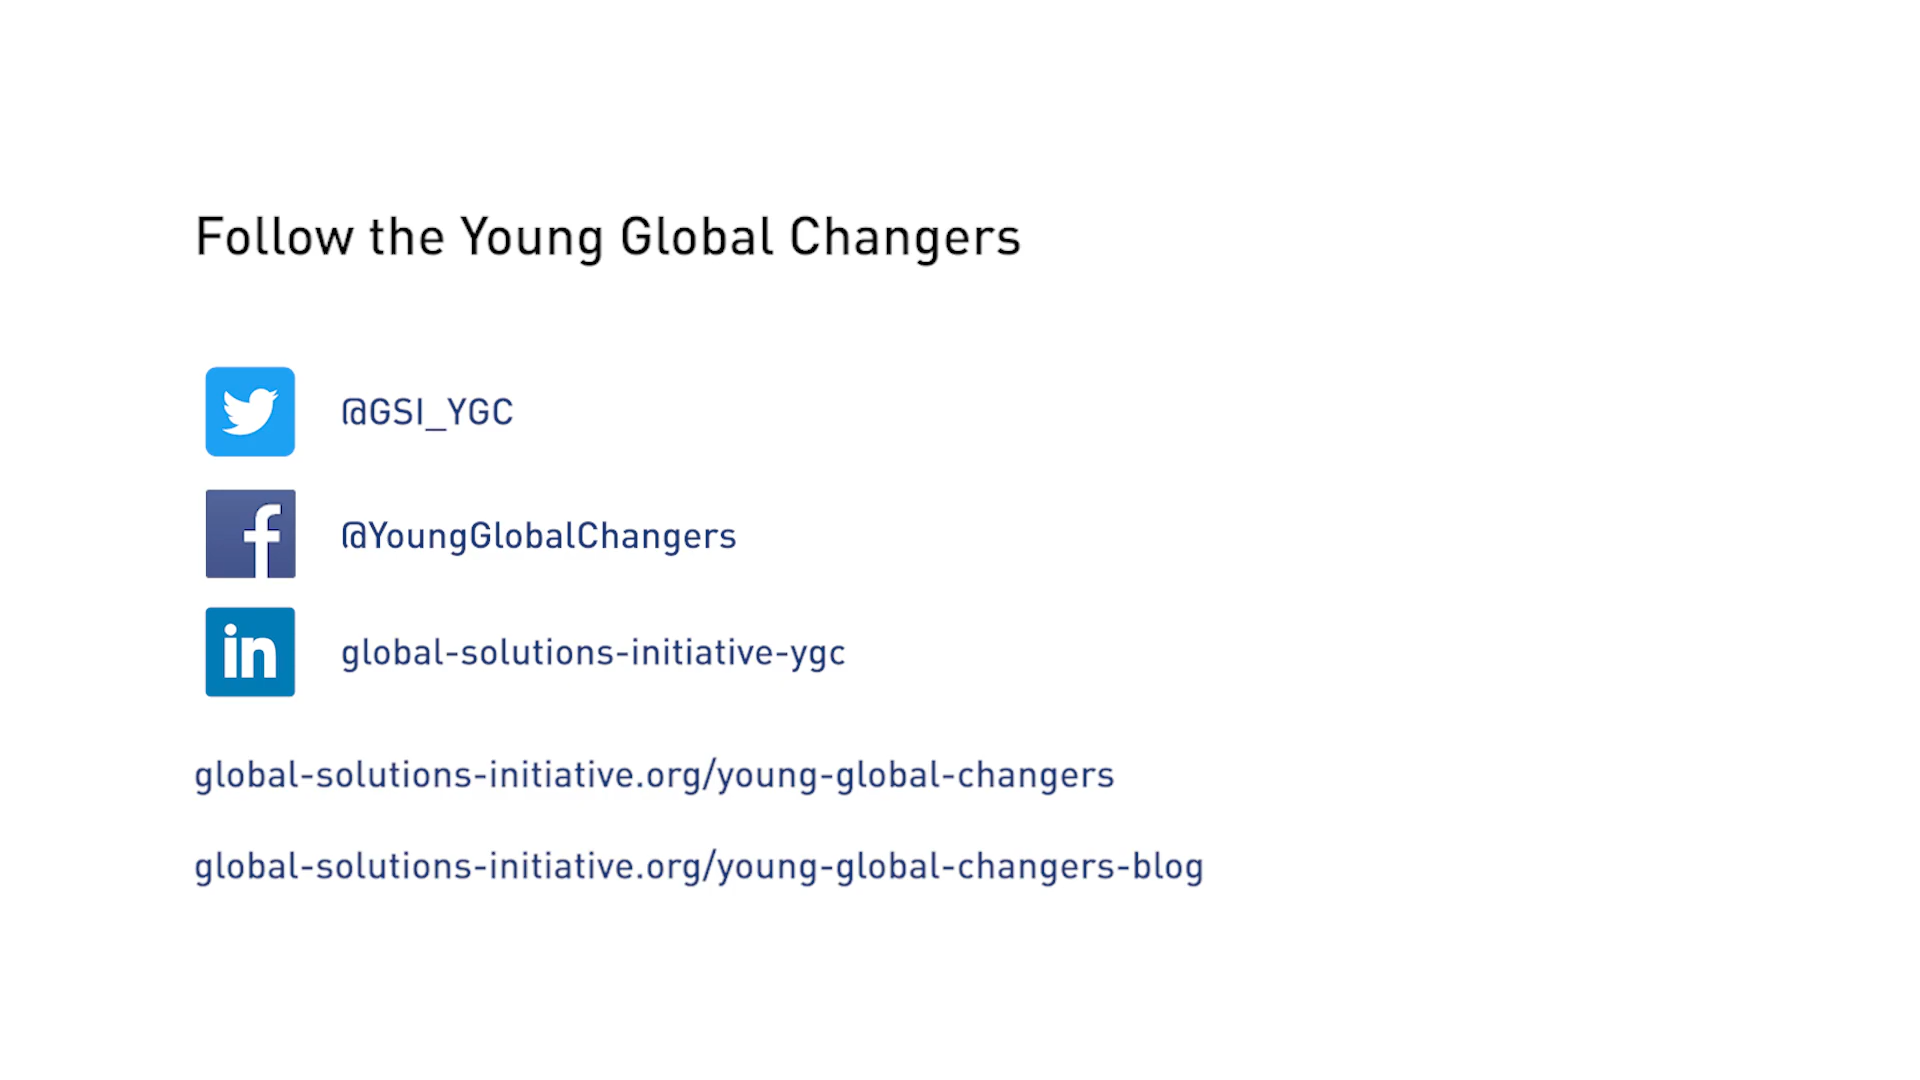 Follow the Young Global Changers
@GSI_YGC
f
@YoungGlobalChangers
in
global-solutions-initiative-ygc
global-solutions-initiative.org/young-global-changers
global-solutions-initiative.org/young-global-changers-blog